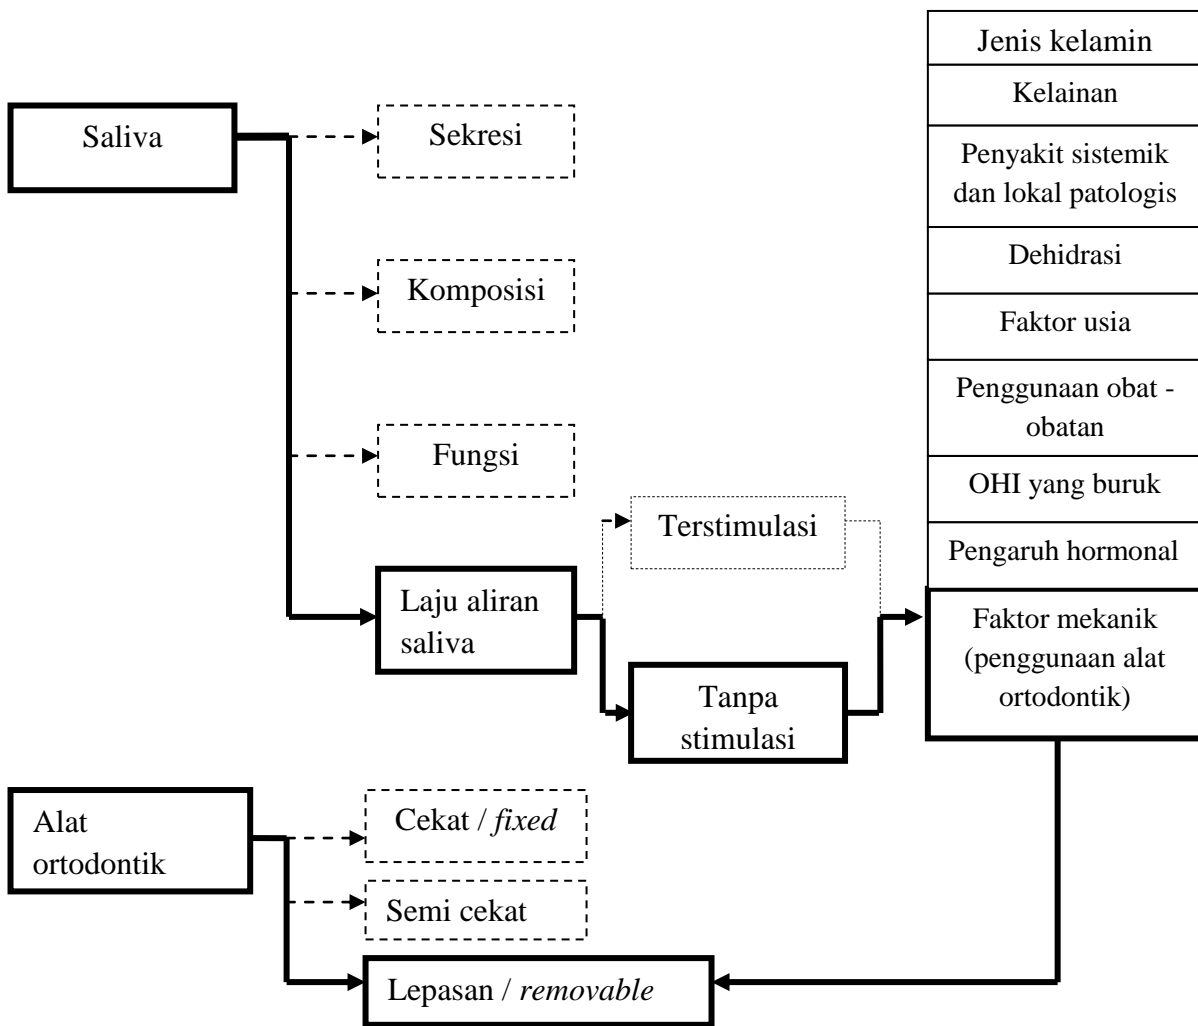 Saliva
Sekresi
Komposisi
Fungsi
Laju aliran
saliva
Terstimulasi
Tanpa
stimulasi
Jenis kelamin
Kelainan
Penyakit sistemik
dan lokal patologis
Dehidrasi
Faktor usia
Penggunaan obat -
obatan
OHI yang buruk
Pengaruh hormonal
Faktor mekanik
(penggunaan alat
ortodontik)
Alat
ortodontik
Cekat / fixed
Semi cekat
Lepasan / removable